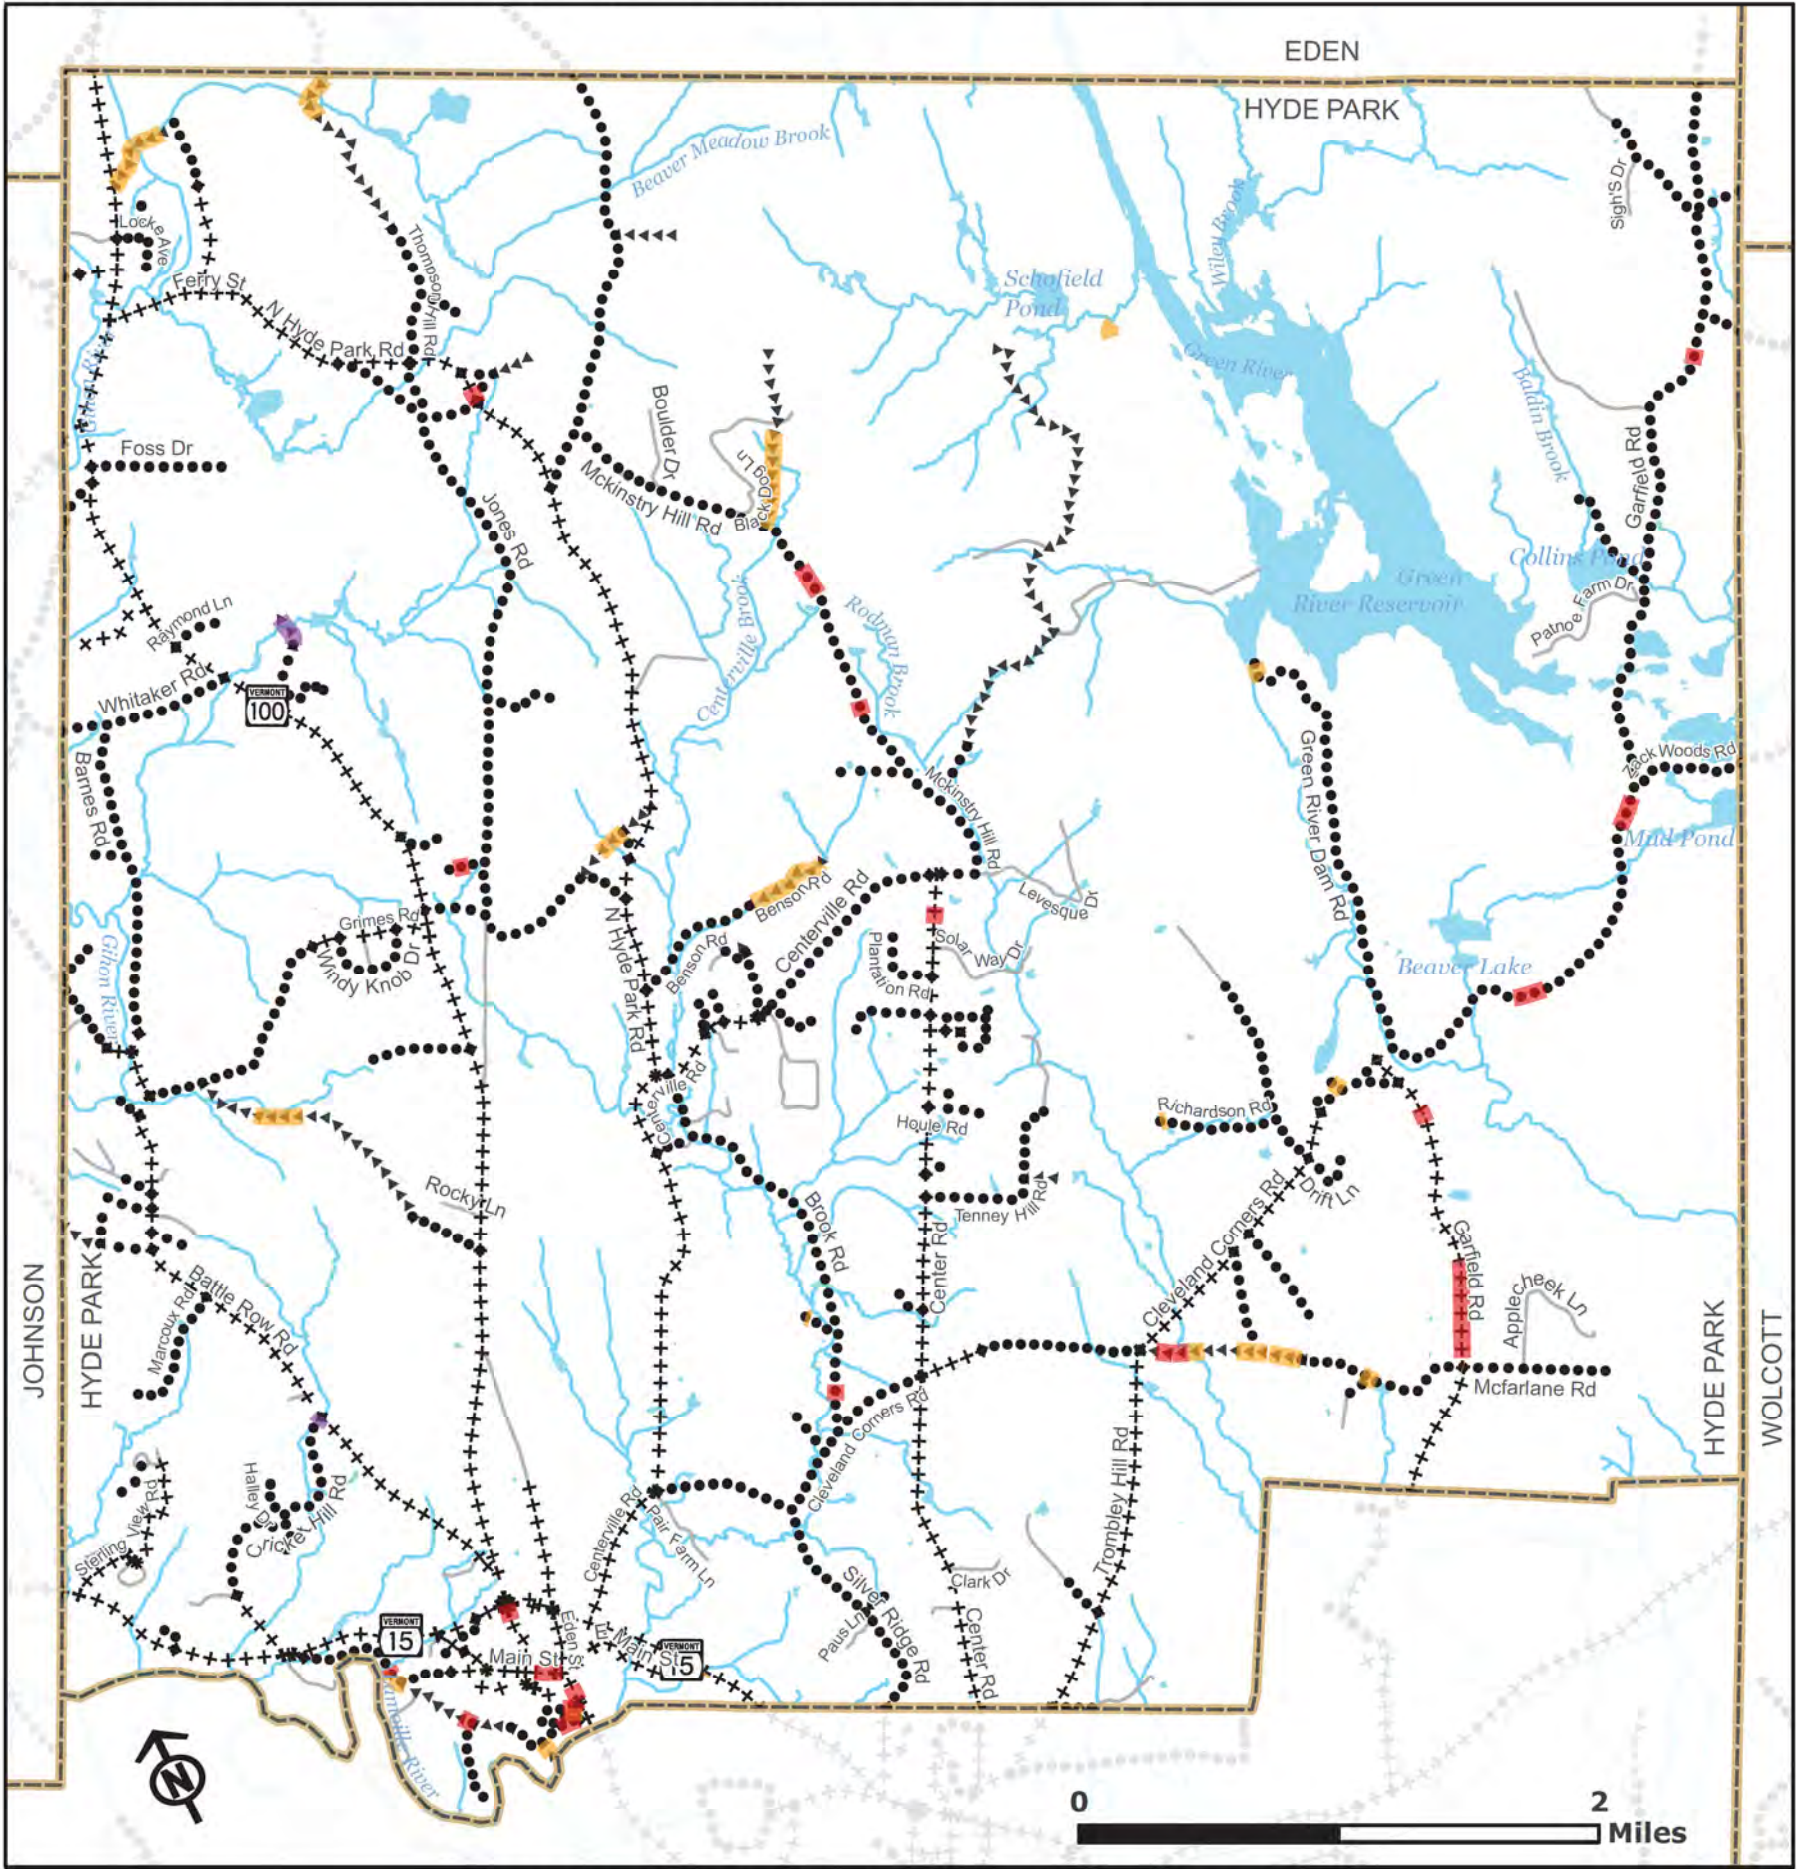 EDEN
HYDE PARK
Beaver Meadow Brook
Wiley Brook
Sigh'S Dr
Locke Ave
Thompson Hill Rd
Ferry St
N Hyde
Park Rd
Schofield
Pond
Green River
Gihon River
Baldin Brook
Boulder Dr
Foss Dr
Garfield Rd
Black Dog Ln
Mckinstry Hill Rd
Jones Rd
Collins Pond
Green
River Reservoir
Patnoe Farm Dr
Raymond Ln
Centerville Brook
Rodman Brook
Whitaker Rd
VERMONT
100
Zack Woods Rd
Green River Dam Rd
Barnes Rd
Mckinstry Hill Rd
Mud Pond
Benson Rd
Centerville Rd
Levesque Dr
Grimes Rd
Windy Knob Dr
N Hyde Park Rd
Benson Rd
Plantation Rd
Solar Way Dr
Gihon River
Beaver Lake
Centerville Rd
Richardson Rd
Houle Rd
Rocky Ln
Tenney Hill Rd
Drift Ln
Brook Rd
Center Rd
Cleveland Corners Rd
Garfield Rd
Applecheek Ln
JOHNSON
HYDE PARK
Battle Row Rd
Marcoux Rd
Mcfarlane Rd
HYDE PARK
WOLCOTT
Cleveland Corners Rd
Trombley Hill Rd
Halley Dr
Cricket Hill Rd
Sterling View Rd
Centerville Rd
Pair Farm Ln
Silver Ridge Rd
Paus Ln
Clark Dr
Center Rd
VERMONT
15
Main St
Eden St
E Main St
VERMONT
15
Lamoille River
N
0
2
Miles